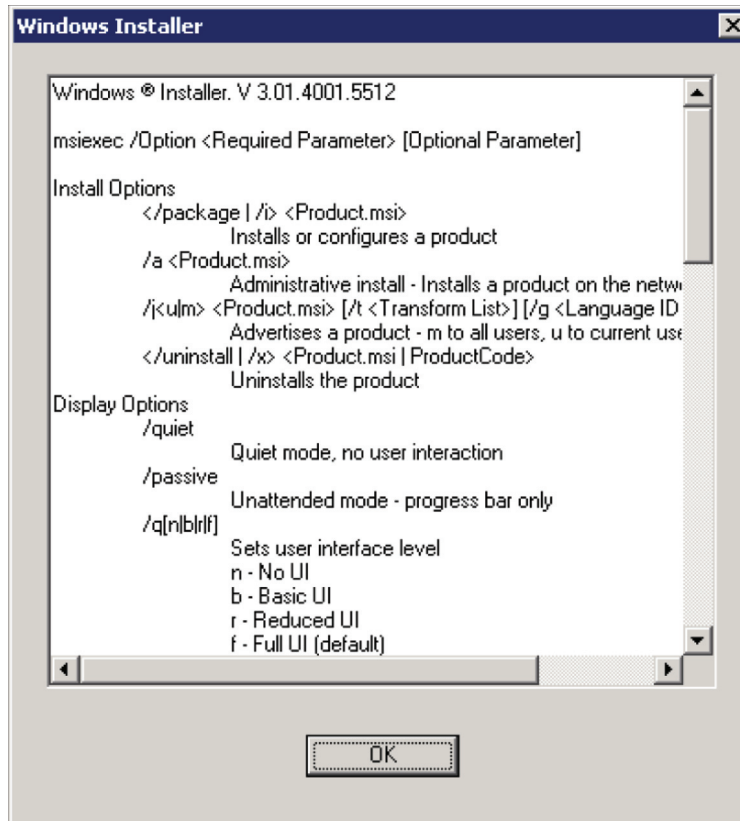 Windows Installer
Windows ® Installer. V 3.01.4001.5512
msiexec /Option <Required Parameter> [Optional Parameter]
Install Options
</package | /i> <Product.msi>
Installs or configures a product
/a <Product.msi>
Administrative install - Installs a product on the netw
/j<u|m> <Product.msi> [/t <Transform List>] [/g <Language ID
Advertises a product - m to all users, u to current use
</uninstall | /x> <Product.msi | ProductCode>
Uninstalls the product
Display Options
/quiet
Quiet mode, no user interaction
/passive
Unattended mode - progress bar only
/q[n|b|r|f]
Sets user interface level
n - No UI
b - Basic UI
r - Reduced UI
f - Full UI (default)
OK